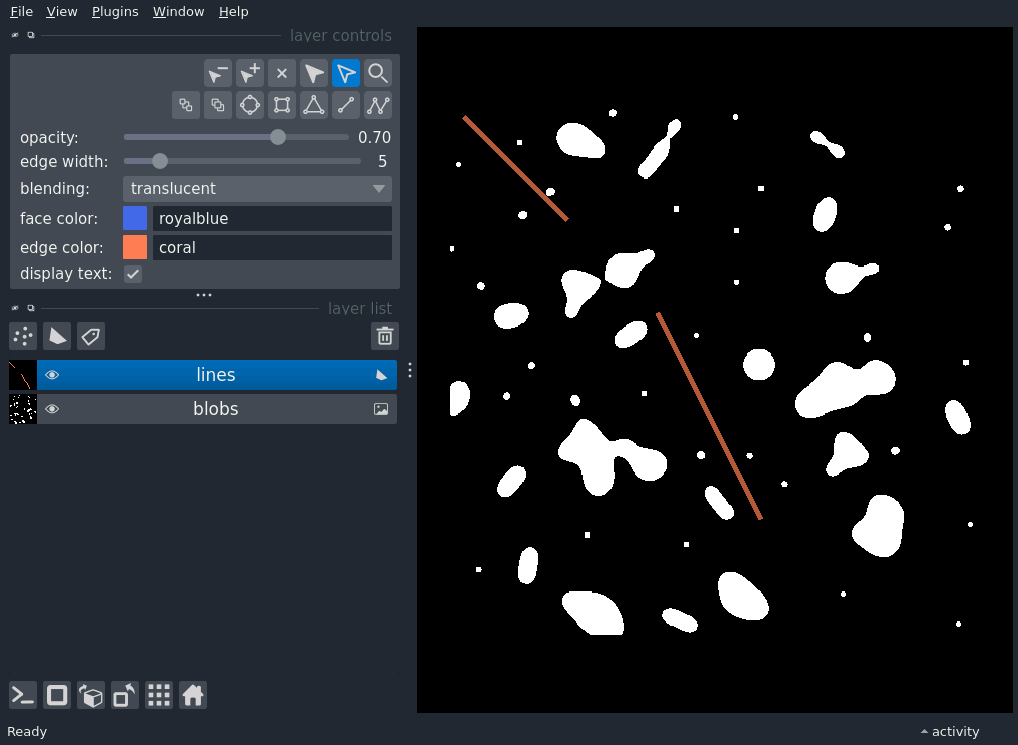 File View Plugins Window Help
layer controls
opacity: 0.70
edge width: 5
blending: translucent
face color: royalblue
edge color: coral
display text:
layer list
lines
blobs
Ready activity